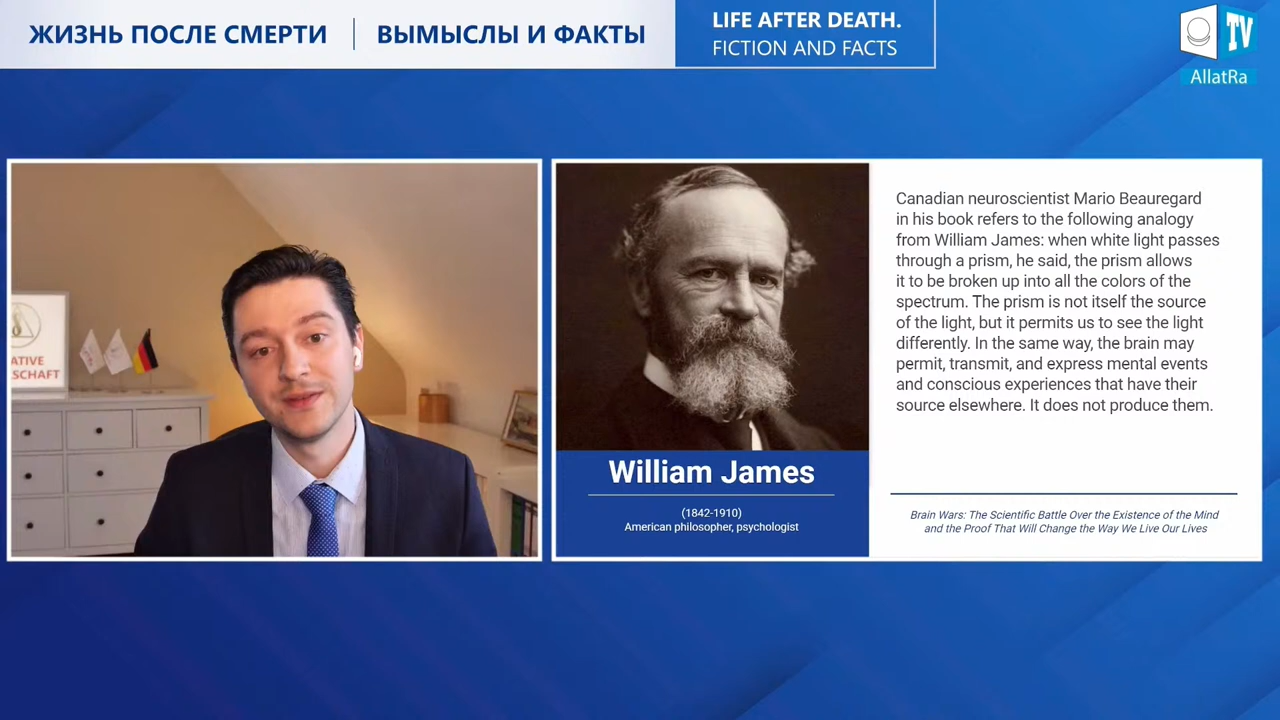 ЖИЗНЬ ПОСЛЕ СМЕРТИ
ВЫМЫСЛЫ И ФАКТЫ
LIFE AFTER DEATH.
FICTION AND FACTS
TV
AllatRa
ATIVE
SCHAFT
Canadian neuroscientist Mario Beauregard
in his book refers to the following analogy
from William James: when white light passes
through a prism, he said, the prism allows
it to be broken up into all the colors of the
spectrum. The prism is not itself the source
of the light, but it permits us to see the light
differently. In the same way, the brain may
permit, transmit, and express mental events
and conscious experiences that have their
source elsewhere. It does not produce them.
William James
(1842-1910)
American philosopher, psychologist
Brain Wars: The Scientific Battle Over the Existence of the Mind
and the Proof That Will Change the Way We Live Our Lives